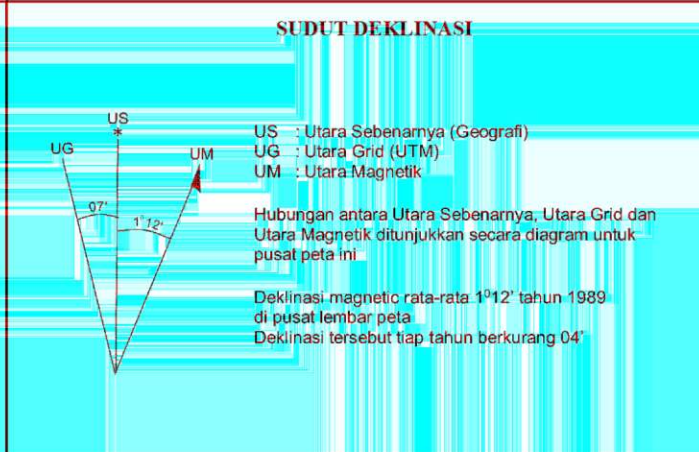 SUDUT DEKLINASI
US
*
UG
UM
07'
1°12'
US : Utara Sebenarnya (Geografi)
UG : Utara Grid (UTM)
UM : Utara Magnetik
Hubungan antara Utara Sebenarnya, Utara Grid dan
Utara Magnetik ditunjukkan secara diagram untuk
pusat peta ini
Deklinasi magnetic rata-rata 1⁰12' tahun 1989
di pusat lembar peta
Deklinasi tersebut tiap tahun berkurang 04'